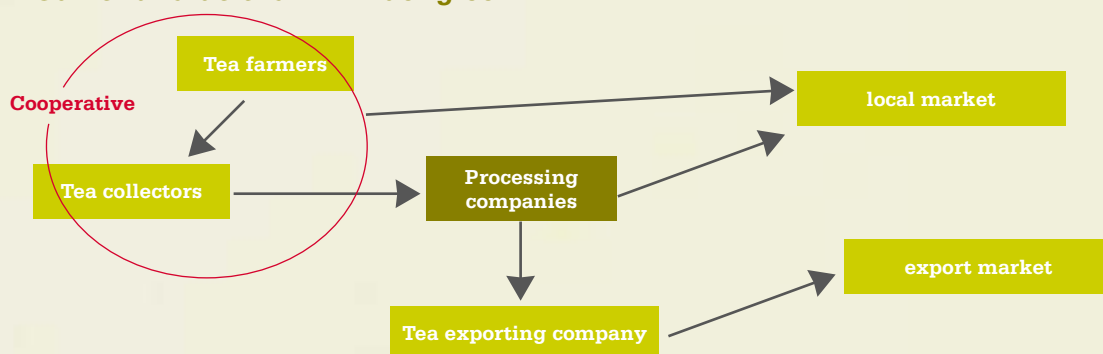 Tea farmers
Cooperative
local market
Tea collectors
Processing
companies
export market
Tea exporting company